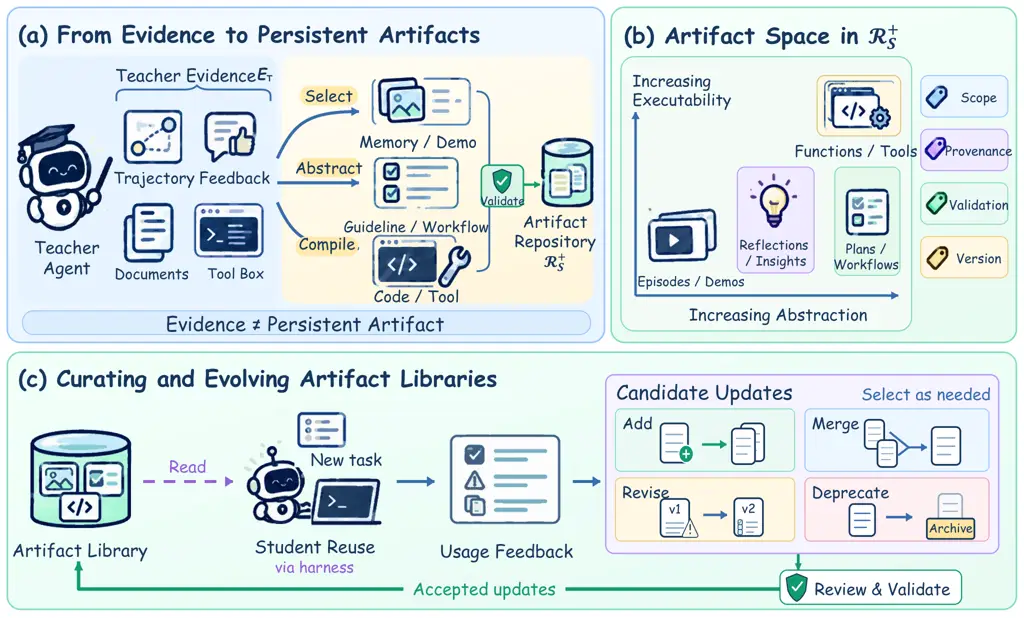 (a) From Evidence to Persistent Artifacts
Teacher Evidence E_T
Trajectory
Feedback
Teacher
Agent
Documents
Tool Box
Select
Abstract
Compile.
Memory / Demo
Guideline / Workflow
</>
Code / Tool
Validate
Artifact
Repository
𝓡_S^+
Evidence ≠ Persistent Artifact
(b) Artifact Space in 𝓡_S^+
Increasing
Executability
</>
Functions / Tools
Reflections
/ Insights
Plans /
Workflows
Episodes / Demos
Increasing Abstraction
Scope
Provenance
Validation
Version
(c) Curating and Evolving Artifact Libraries
</>
Artifact Library
Read
New task
>_
Student Reuse
via harness
Usage Feedback
Candidate Updates
Select as needed
Add
Merge
Revise
v1
v2
Deprecate
Archive
Accepted updates
Review & Validate